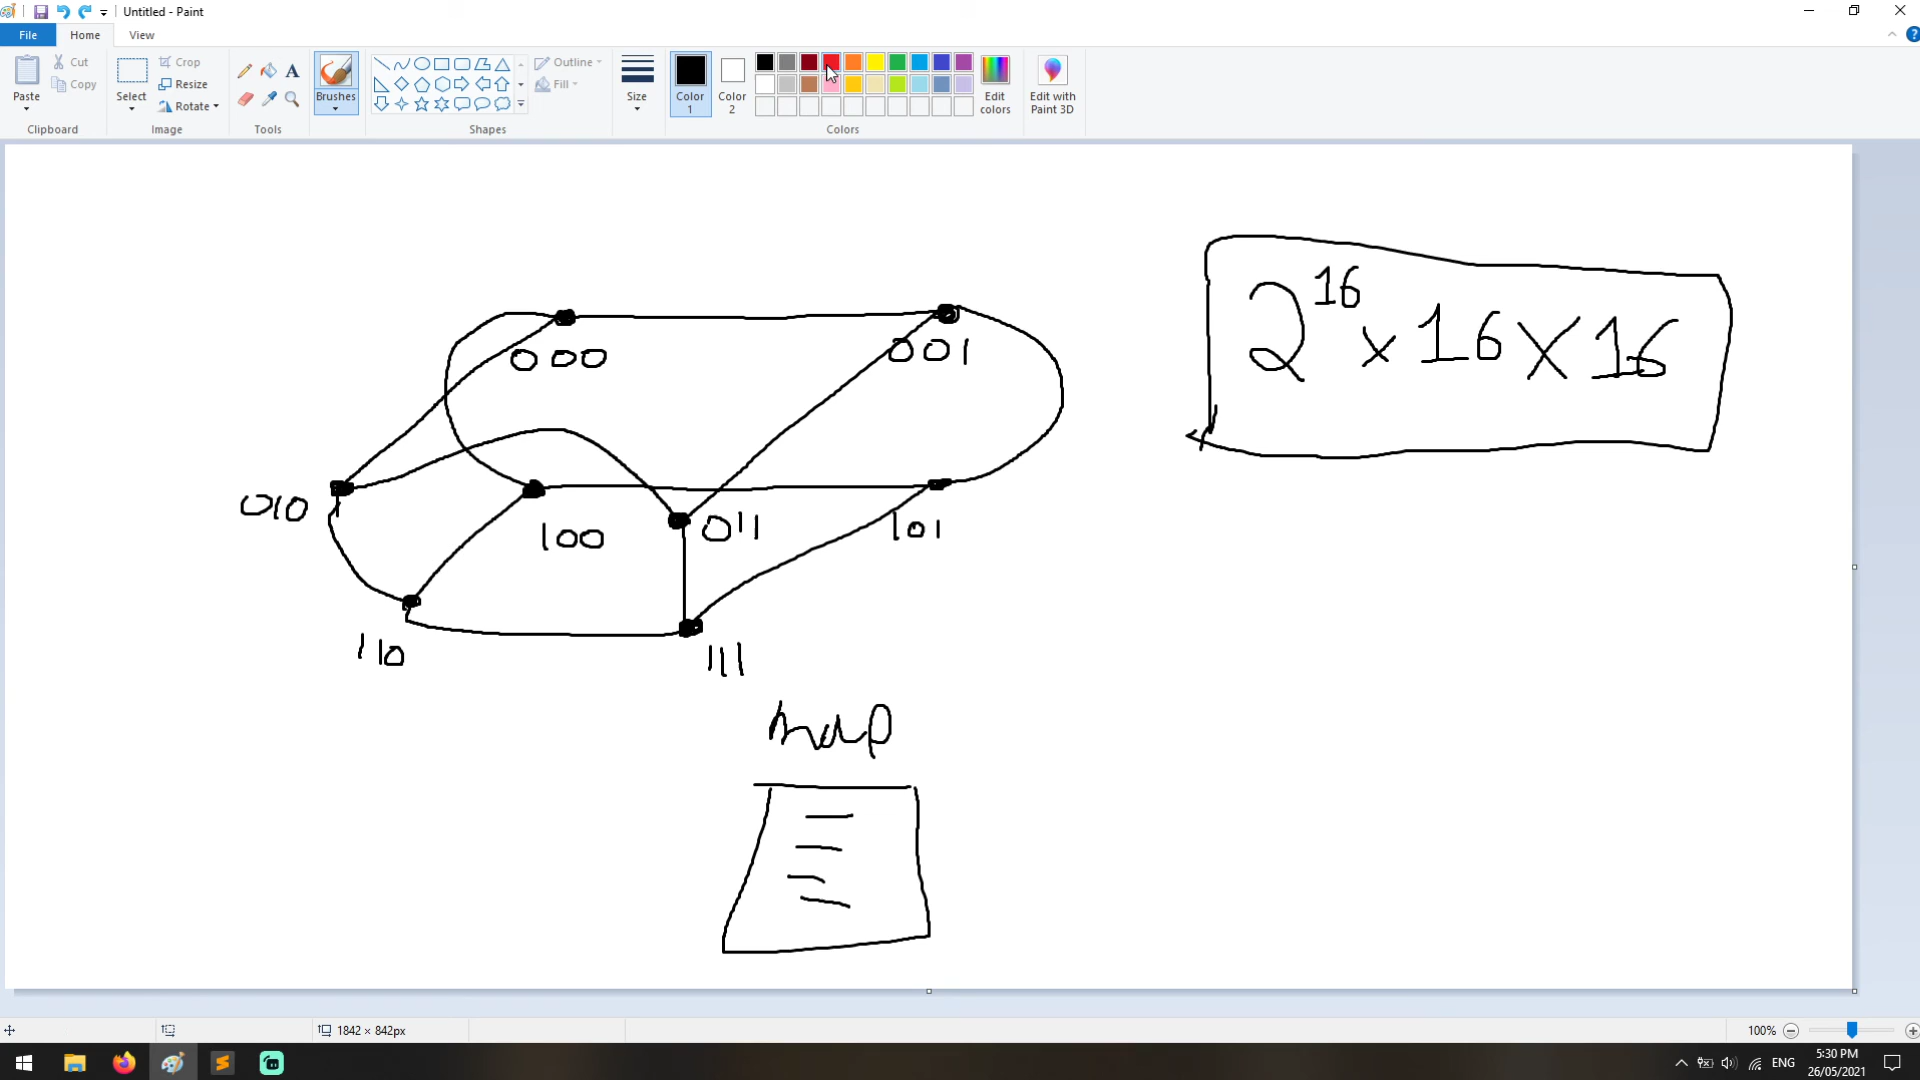 Untitled - Paint
File
Home
View
Paste
Cut
Copy
Clipboard
Select
Crop
Resize
Rotate
Image
Tools
Brushes
Shapes
Outline
Fill
Size
Color 1
Color 2
Colors
Edit colors
Edit with Paint 3D
2^16 x 16 x 16
000
001
010
100
011
101
110
111
map
1842 × 842px
100%
ENG
5:30 PM
26/05/2021